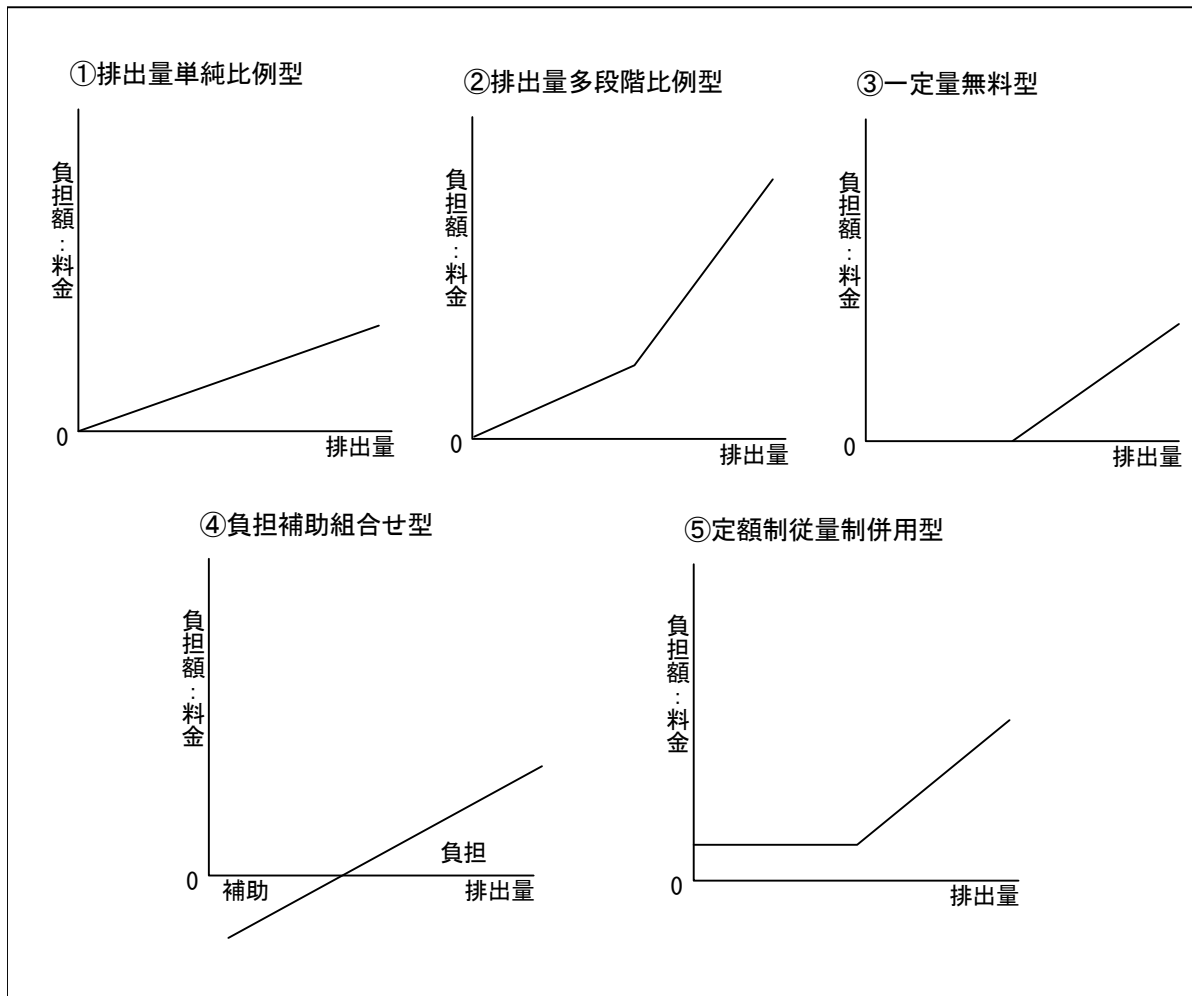 ①排出量単純比例型
②排出量多段階比例型
③一定量無料型
負担額：料金
負担額：料金
負担額：料金
0
排出量
0
排出量
0
排出量
④負担補助組合せ型
⑤定額制従量制併用型
負担額：料金
負担額：料金
負担
0
補助
排出量
0
排出量